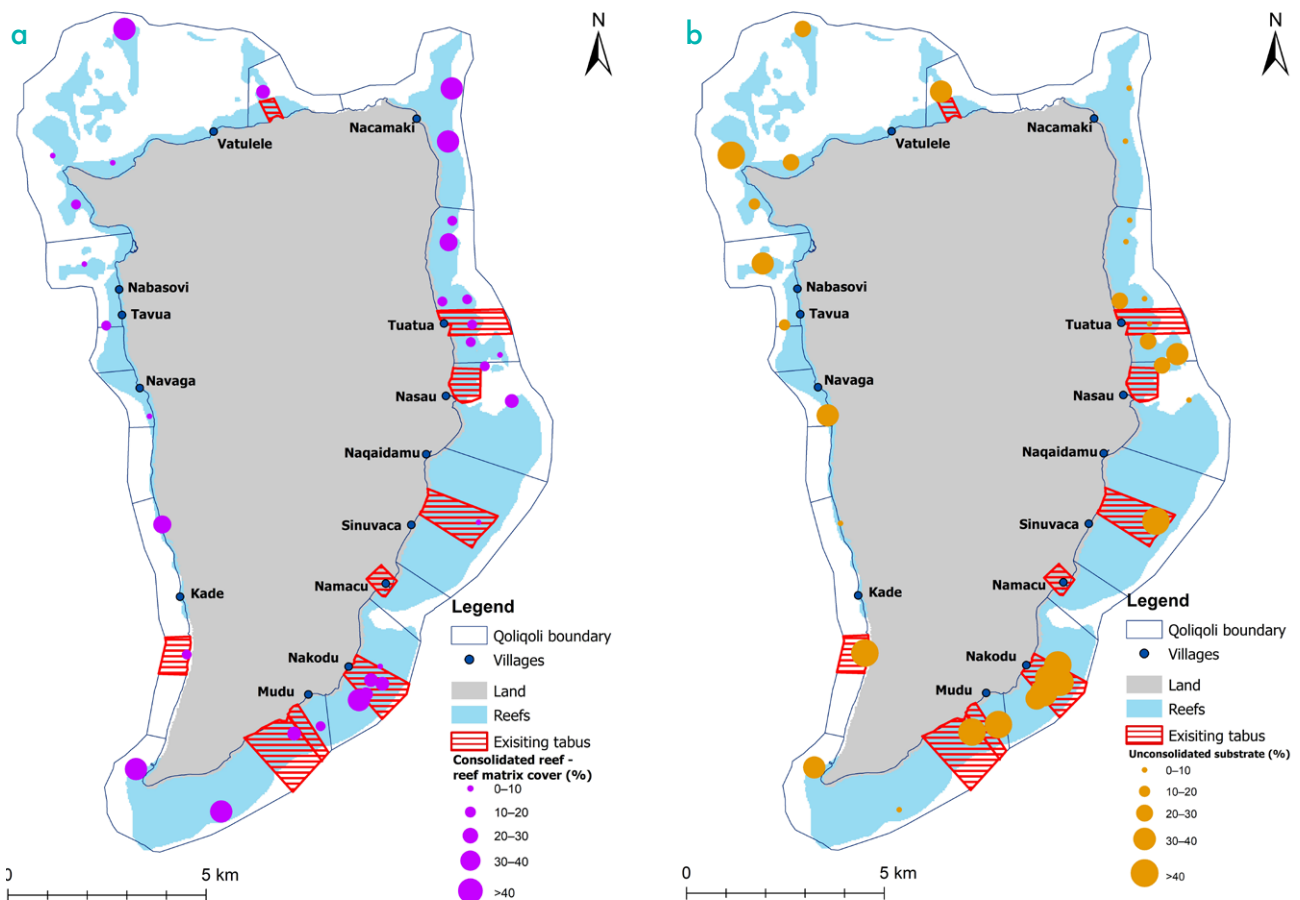 a
N
Nacamaki
Vatulele
Nabasovi
Tavua
Tuatua
Navaga
Nasau
Naqaidamu
Sinuvaca
Namacu
Kade
Nakodu
Mudu
Legend
Qoliqoli boundary
Villages
Land
Reefs
Exisiting tabus
Consolidated reef -
reef matrix cover (%)
0–10
10–20
20–30
30–40
>40
0
5 km
b
N
Nacamaki
Vatulele
Nabasovi
Tavua
Tuatua
Navaga
Nasau
Naqaidamu
Sinuvaca
Namacu
Kade
Nakodu
Mudu
Legend
Qoliqoli boundary
Villages
Land
Reefs
Exisiting tabus
Unconsolidated substrate (%)
0–10
10–20
20–30
30–40
>40
0
5 km